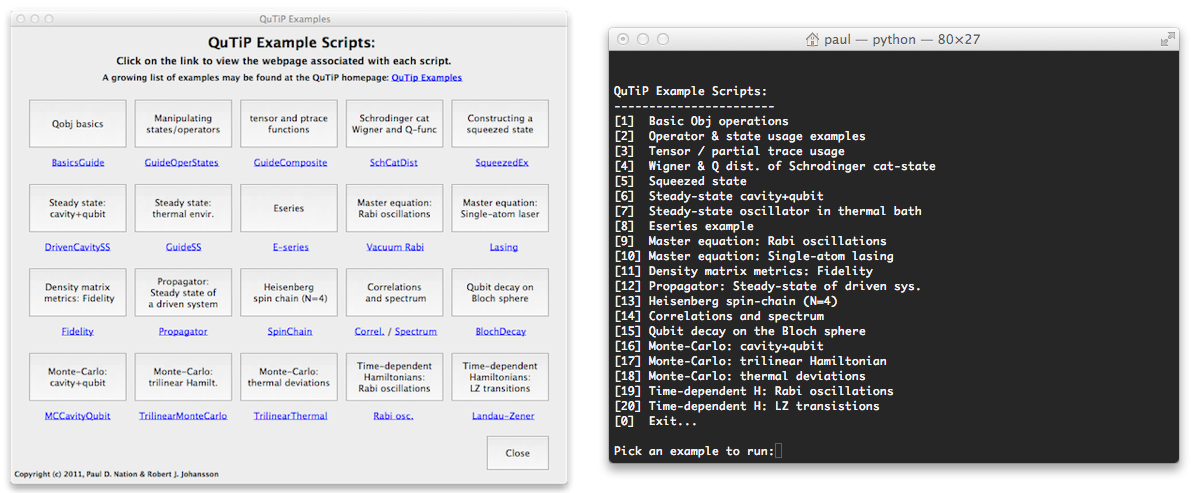 QuTiP Examples
QuTiP Example Scripts:
Click on the link to view the webpage associated with each script.
A growing list of examples may be found at the QuTiP homepage: QuTip Examples
Qobj basics
Manipulating
states/operators
tensor and ptrace
functions
Schrodinger cat
Wigner and Q-func
Constructing a
squeezed state
BasicsGuide
GuideOperStates
GuideComposite
SchCatDist
SqueezedEx
Steady state:
cavity+qubit
Steady state:
thermal envir.
Eseries
Master equation:
Rabi oscillations
Master equation:
Single-atom laser
DrivenCavitySS
GuideSS
E-series
Vacuum Rabi
Lasing
Density matrix
metrics: Fidelity
Propagator:
Steady state of
a driven system
Heisenberg
spin chain (N=4)
Correlations
and spectrum
Qubit decay on
Bloch sphere
Fidelity
Propagator
SpinChain
Correl. / Spectrum
BlochDecay
Monte-Carlo:
cavity+qubit
Monte-Carlo:
trilinear Hamilt.
Monte-Carlo:
thermal deviations
Time-dependent
Hamiltonians:
Rabi oscillations
Time-dependent
Hamiltonians:
LZ transitions
MCCavityQubit
TrilinearMonteCarlo
TrilinearThermal
Rabi osc.
Landau-Zener
Close
Copyright (c) 2011, Paul D. Nation & Robert J. Johansson
paul — python — 80×27
QuTiP Example Scripts:
-----------------------
[1] Basic Obj operations
[2] Operator & state usage examples
[3] Tensor / partial trace usage
[4] Wigner & Q dist. of Schrodinger cat-state
[5] Squeezed state
[6] Steady-state cavity+qubit
[7] Steady-state oscillator in thermal bath
[8] Eseries example
[9] Master equation: Rabi oscillations
[10] Master equation: Single-atom lasing
[11] Density matrix metrics: Fidelity
[12] Propagator: Steady-state of driven sys.
[13] Heisenberg spin-chain (N=4)
[14] Correlations and spectrum
[15] Qubit decay on the Bloch sphere
[16] Monte-Carlo: cavity+qubit
[17] Monte-Carlo: trilinear Hamiltonian
[18] Monte-Carlo: thermal deviations
[19] Time-dependent H: Rabi oscillations
[20] Time-dependent H: LZ transistions
[0] Exit...
Pick an example to run: